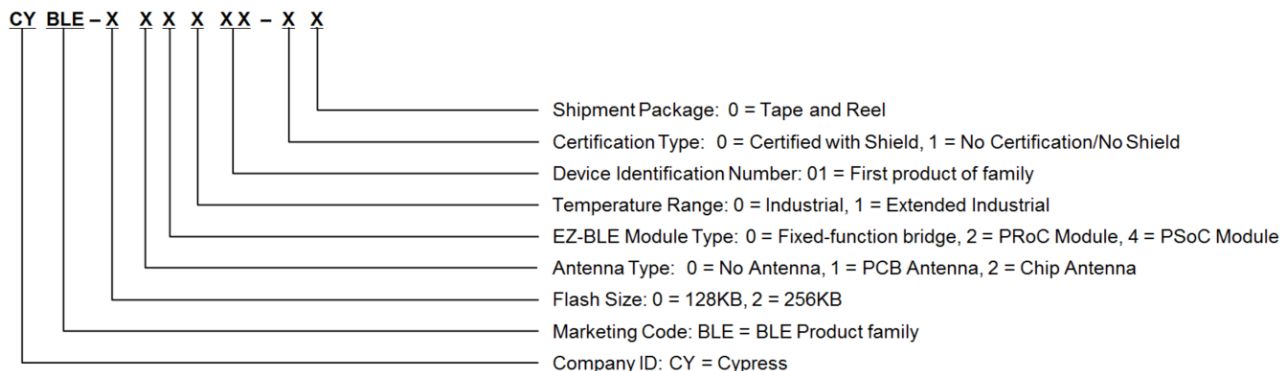 CY BLE – X X X X X X – X X
Shipment Package: 0 = Tape and Reel
Certification Type: 0 = Certified with Shield, 1 = No Certification/No Shield
Device Identification Number: 01 = First product of family
Temperature Range: 0 = Industrial, 1 = Extended Industrial
EZ-BLE Module Type: 0 = Fixed-function bridge, 2 = PRoC Module, 4 = PSoC Module
Antenna Type: 0 = No Antenna, 1 = PCB Antenna, 2 = Chip Antenna
Flash Size: 0 = 128KB, 2 = 256KB
Marketing Code: BLE = BLE Product family
Company ID: CY = Cypress